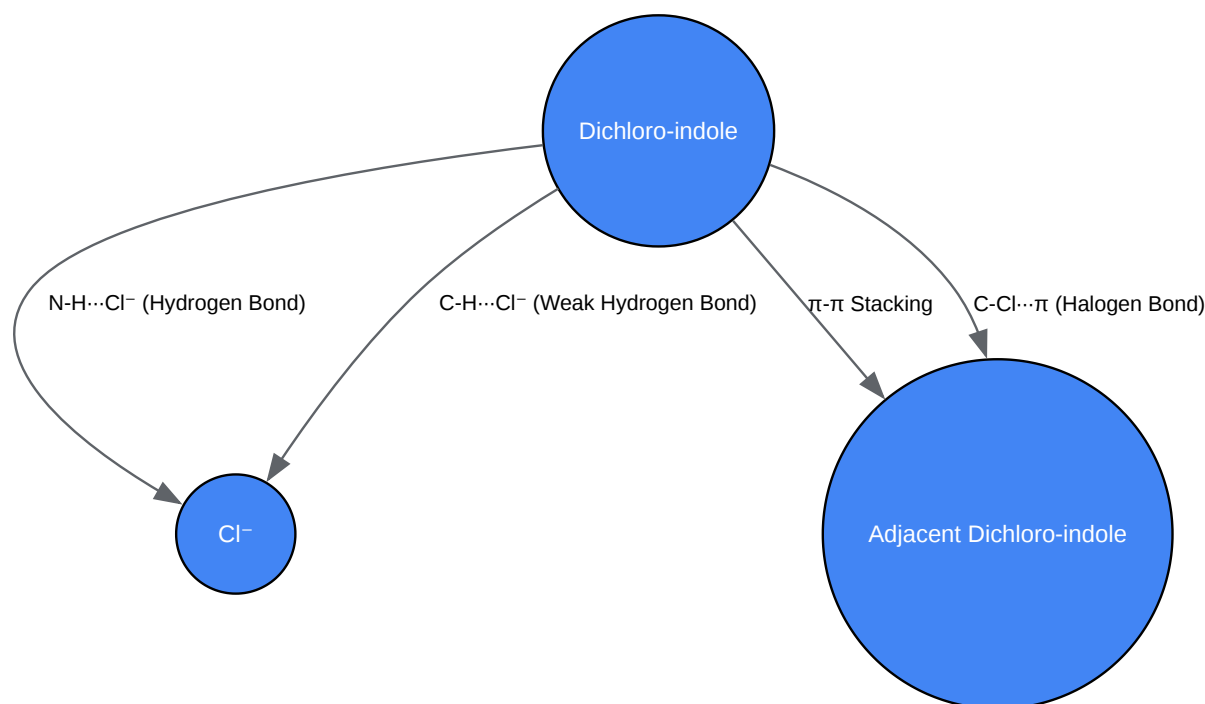 Dichloro-indole
N-H···Cl⁻ (Hydrogen Bond)
C-H···Cl⁻ (Weak Hydrogen Bond)
π-π Stacking
C-Cl···π (Halogen Bond)
Cl⁻
Adjacent Dichloro-indole